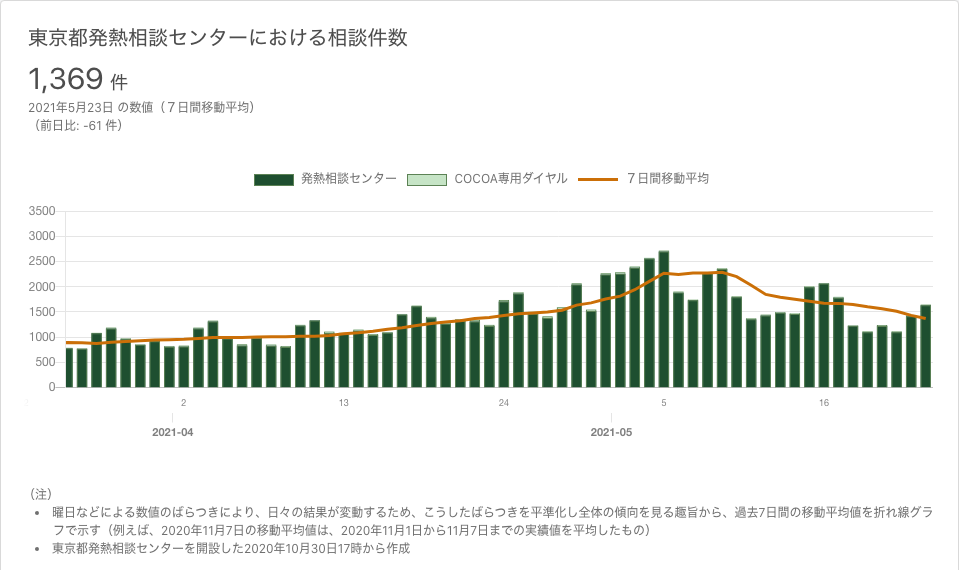 東京都発熱相談センターにおける相談件数
1,369 件
2021年5月23日 の数値（７日間移動平均）
（前日比: -61 件）
発熱相談センター COCOA専用ダイヤル ７日間移動平均
3500
3000
2500
2000
1500
1000
500
0
2 13 24 5 16
2021-04 2021-05
（注）
• 曜日などによる数値のばらつきにより、日々の結果が変動するため、こうしたばらつきを平準化し全体の傾向を見る趣旨から、過去7日間の移動平均値を折れ線グラ
フで示す（例えば、2020年11月7日の移動平均値は、2020年11月1日から11月7日までの実績値を平均したもの）
• 東京都発熱相談センターを開設した2020年10月30日17時から作成